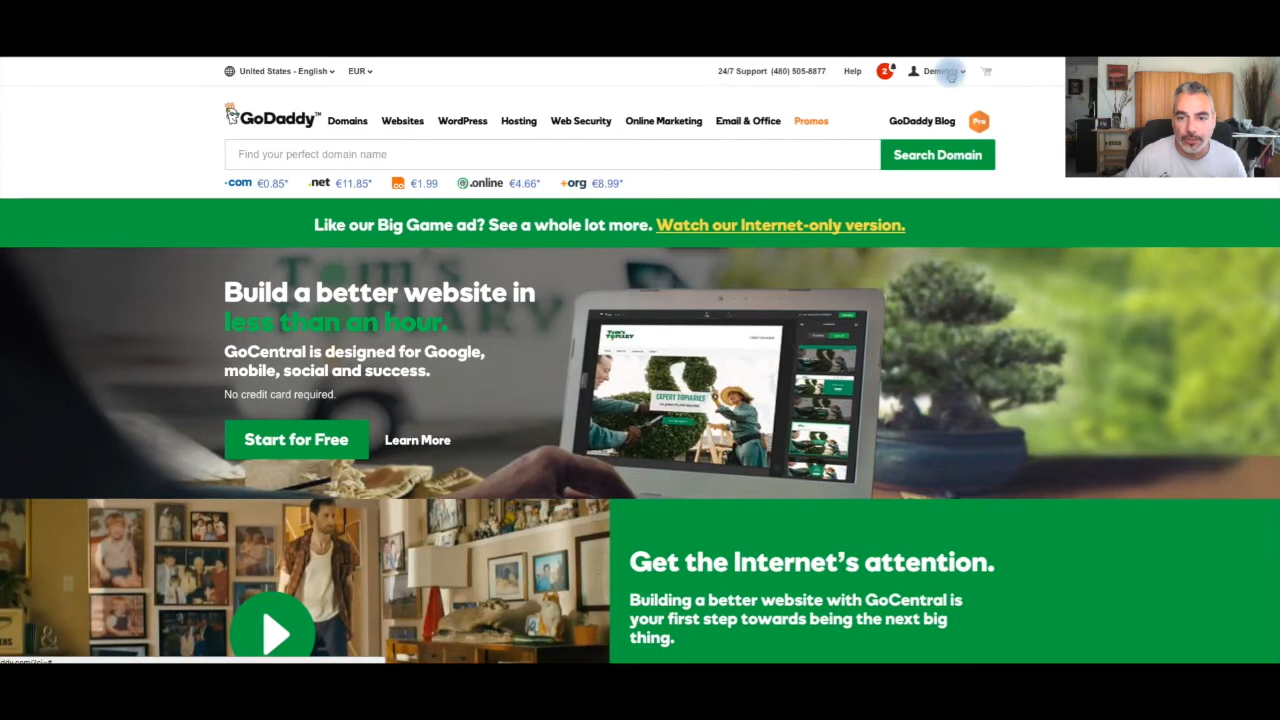 United States - English EUR 24/7 Support (480) 505-8877 Help 2 Demetris
GoDaddy™ Domains Websites WordPress Hosting Web Security Online Marketing Email & Office Promos GoDaddy Blog Pro
Find your perfect domain name Search Domain
.com €0.85* .net €11.85* €1.99 .online €4.66* .org €8.99*
Like our Big Game ad? See a whole lot more. Watch our Internet-only version.
Build a better website in
less than an hour.
GoCentral is designed for Google,
mobile, social and success.
No credit card required.
Start for Free Learn More
Tom's
TOPIARY
EXPERT TOPIARIES
Get the Internet's attention.
Building a better website with GoCentral is
your first step towards being the next big
thing.